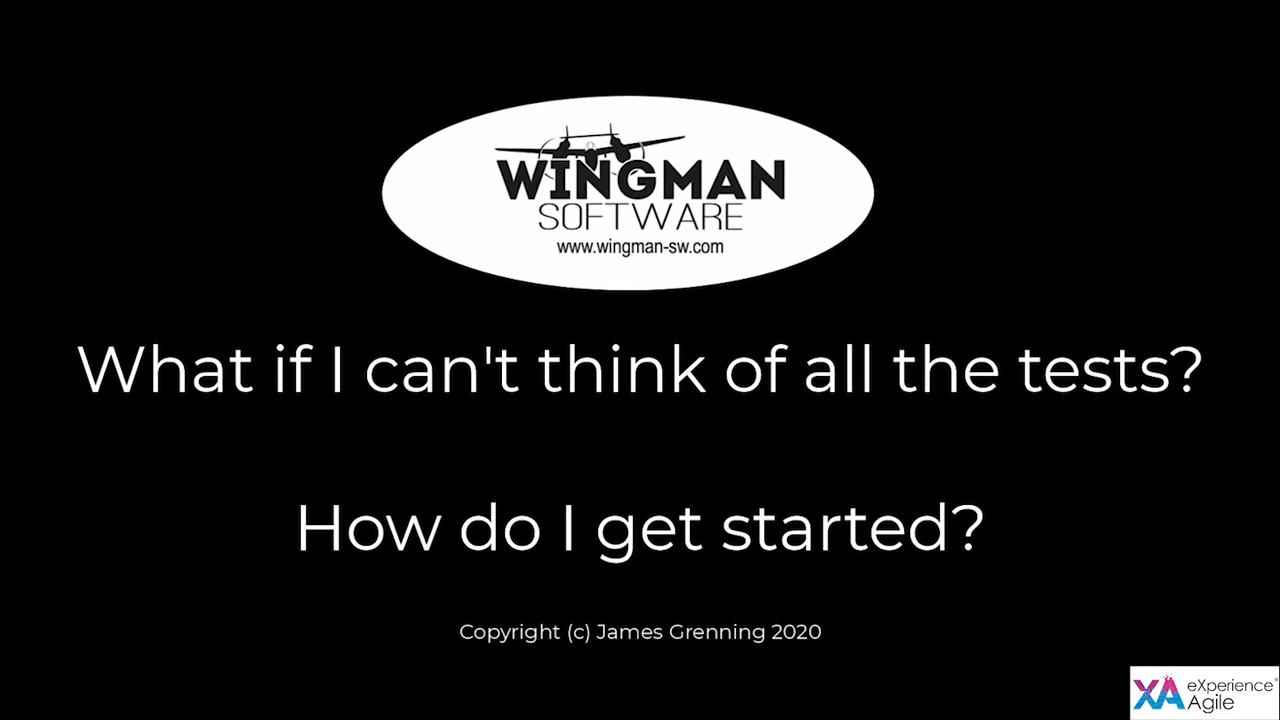 WINGMAN
SOFTWARE
www.wingman-sw.com
What if I can't think of all the tests?
How do I get started?
Copyright (c) James Grenning 2020
XA eXperience®
Agile